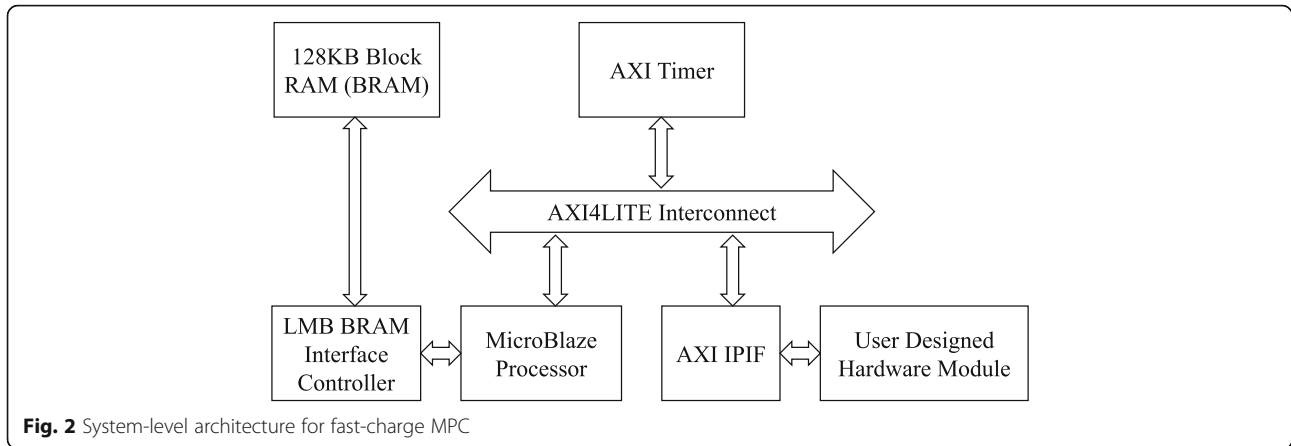 128KB Block
RAM (BRAM)
AXI Timer
AXI4LITE Interconnect
LMB BRAM
Interface
Controller
MicroBlaze
Processor
AXI IPIF
User Designed
Hardware Module
Fig. 2 System-level architecture for fast-charge MPC